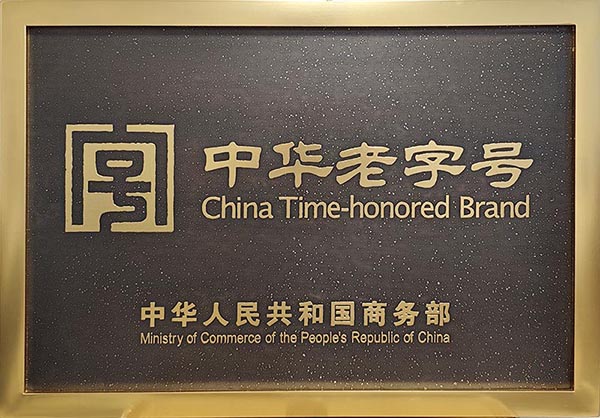 中华老字号
China Time-honored Brand
中华人民共和国商务部
Ministry of Commerce of the People's Republic of China